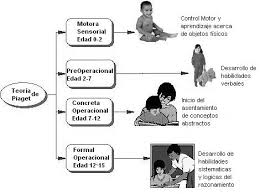 Teoría de
Piaget
Motora
Sensorial
Edad 0-2
Control Motor y
aprendizaje acerca
de objetos físicos
PreOperacional
Edad 2-7
Desarrollo de
habilidades
verbales
Concreta
Operacional
Edad 7-12
Inicio del
asentamiento
de conceptos
abstractos
Formal
Operacional
Edad 12-15
Desarrollo de
habilidades
sistematicas
y lógicas del
razonamiento